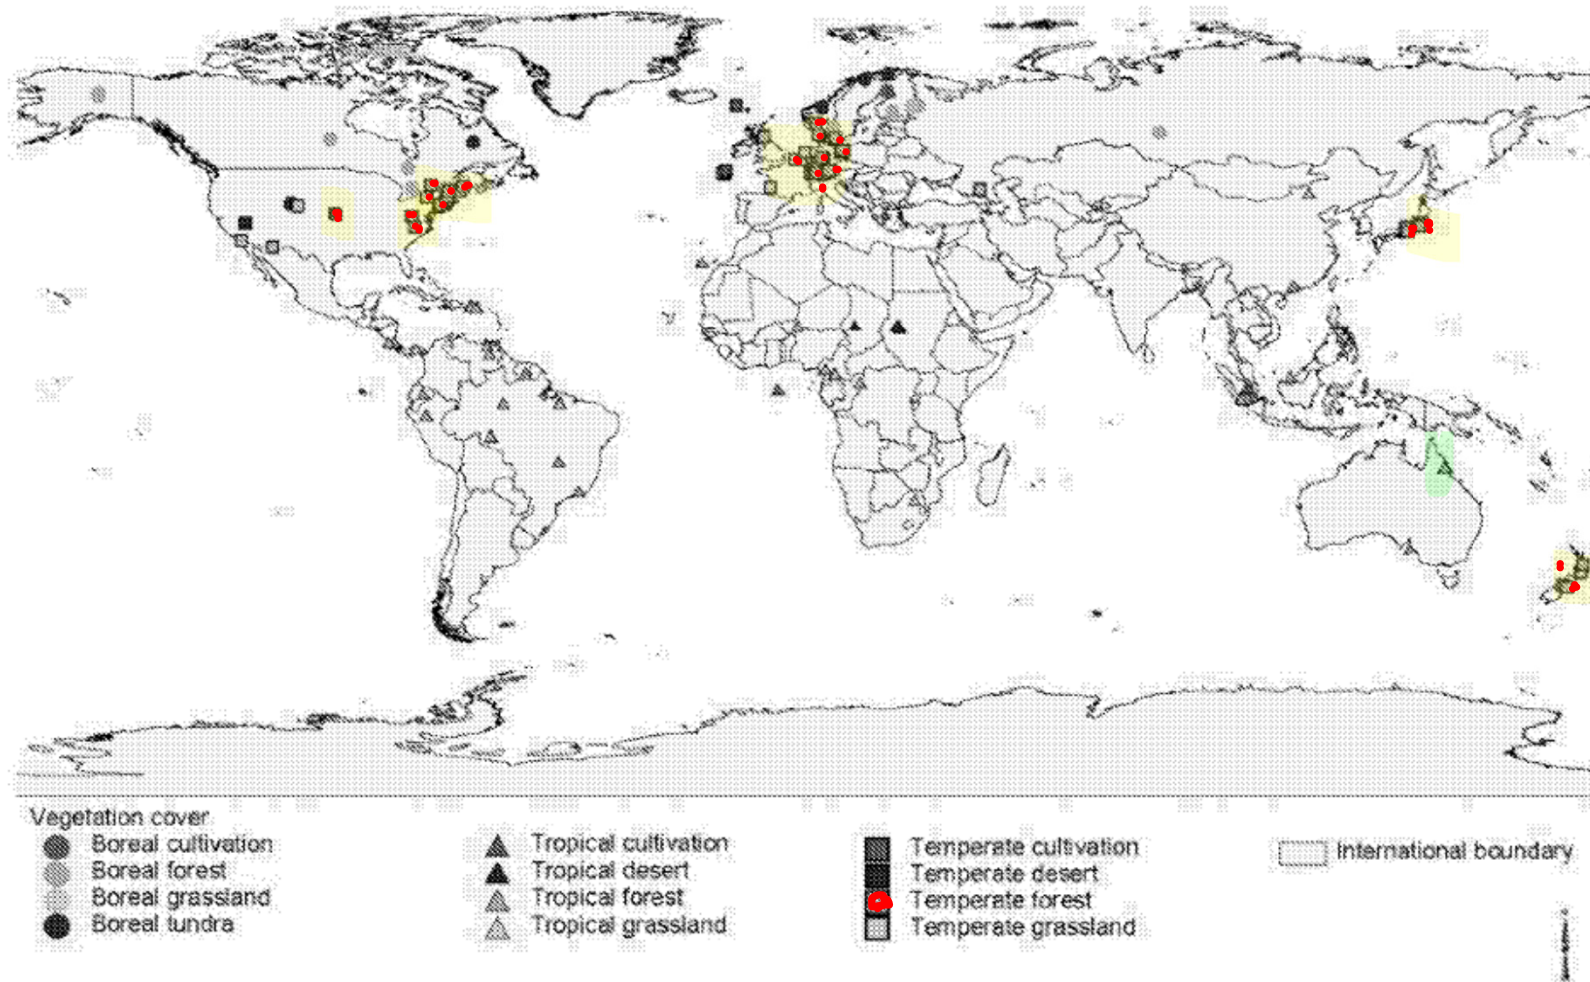 Vegetation cover
Boreal cultivation
Boreal forest
Boreal grassland
Boreal tundra
Tropical cultivation
Tropical desert
Tropical forest
Tropical grassland
Temperate cultivation
Temperate desert
Temperate forest
Temperate grassland
International boundary